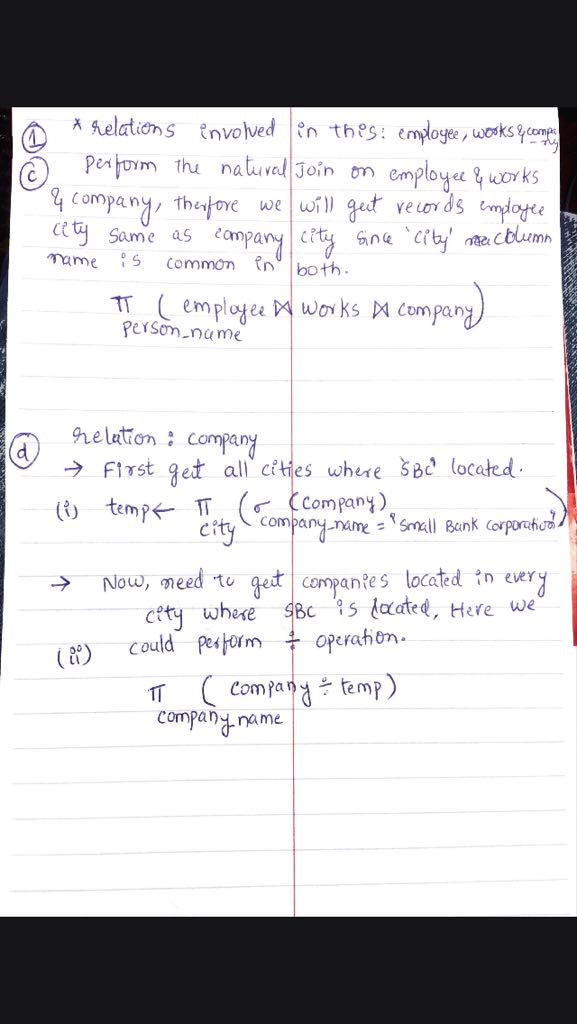 ① * relations involved in this: employee, works & company
ⓒ Perform the natural Join on employee & works
& company, therfore we will get records employee
city same as company city since 'city' column
name is common in both.
π ( employee ⋈ works ⋈ company)
person_name
ⓓ relation : company
→ First get all cities where 'SBC' located.
(i) temp ← π ( σ (company) )
city company_name = "Small Bank Corporation"
→ Now, need to get companies located in every
city where SBC is located, Here we
(ii) could perform ÷ operation.
π ( company ÷ temp)
company_name